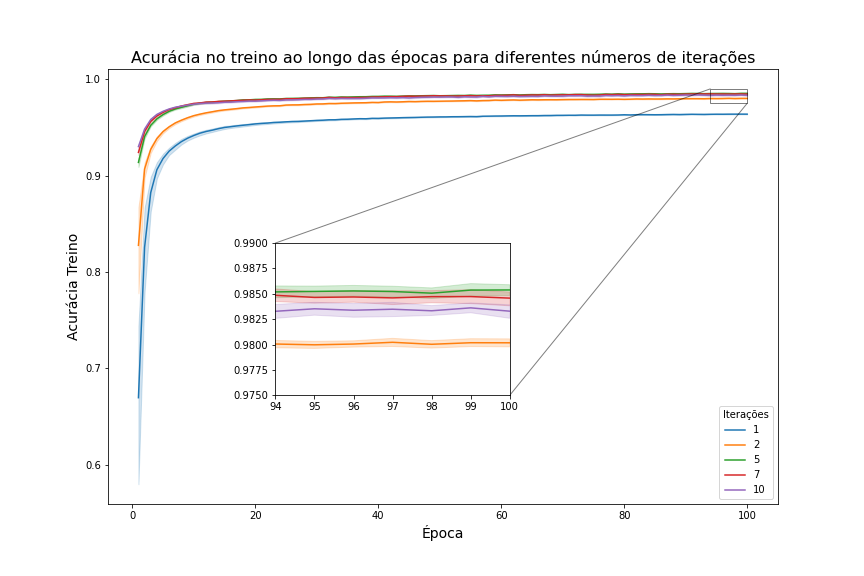 Acurácia no treino ao longo das épocas para diferentes números de iterações
1.0
0.9
0.8
0.7
0.6
Acurácia Treino
0.9900
0.9875
0.9850
0.9825
0.9800
0.9775
0.9750
94 95 96 97 98 99 100
Iterações
1
2
5
7
10
0 20 40 60 80 100
Época